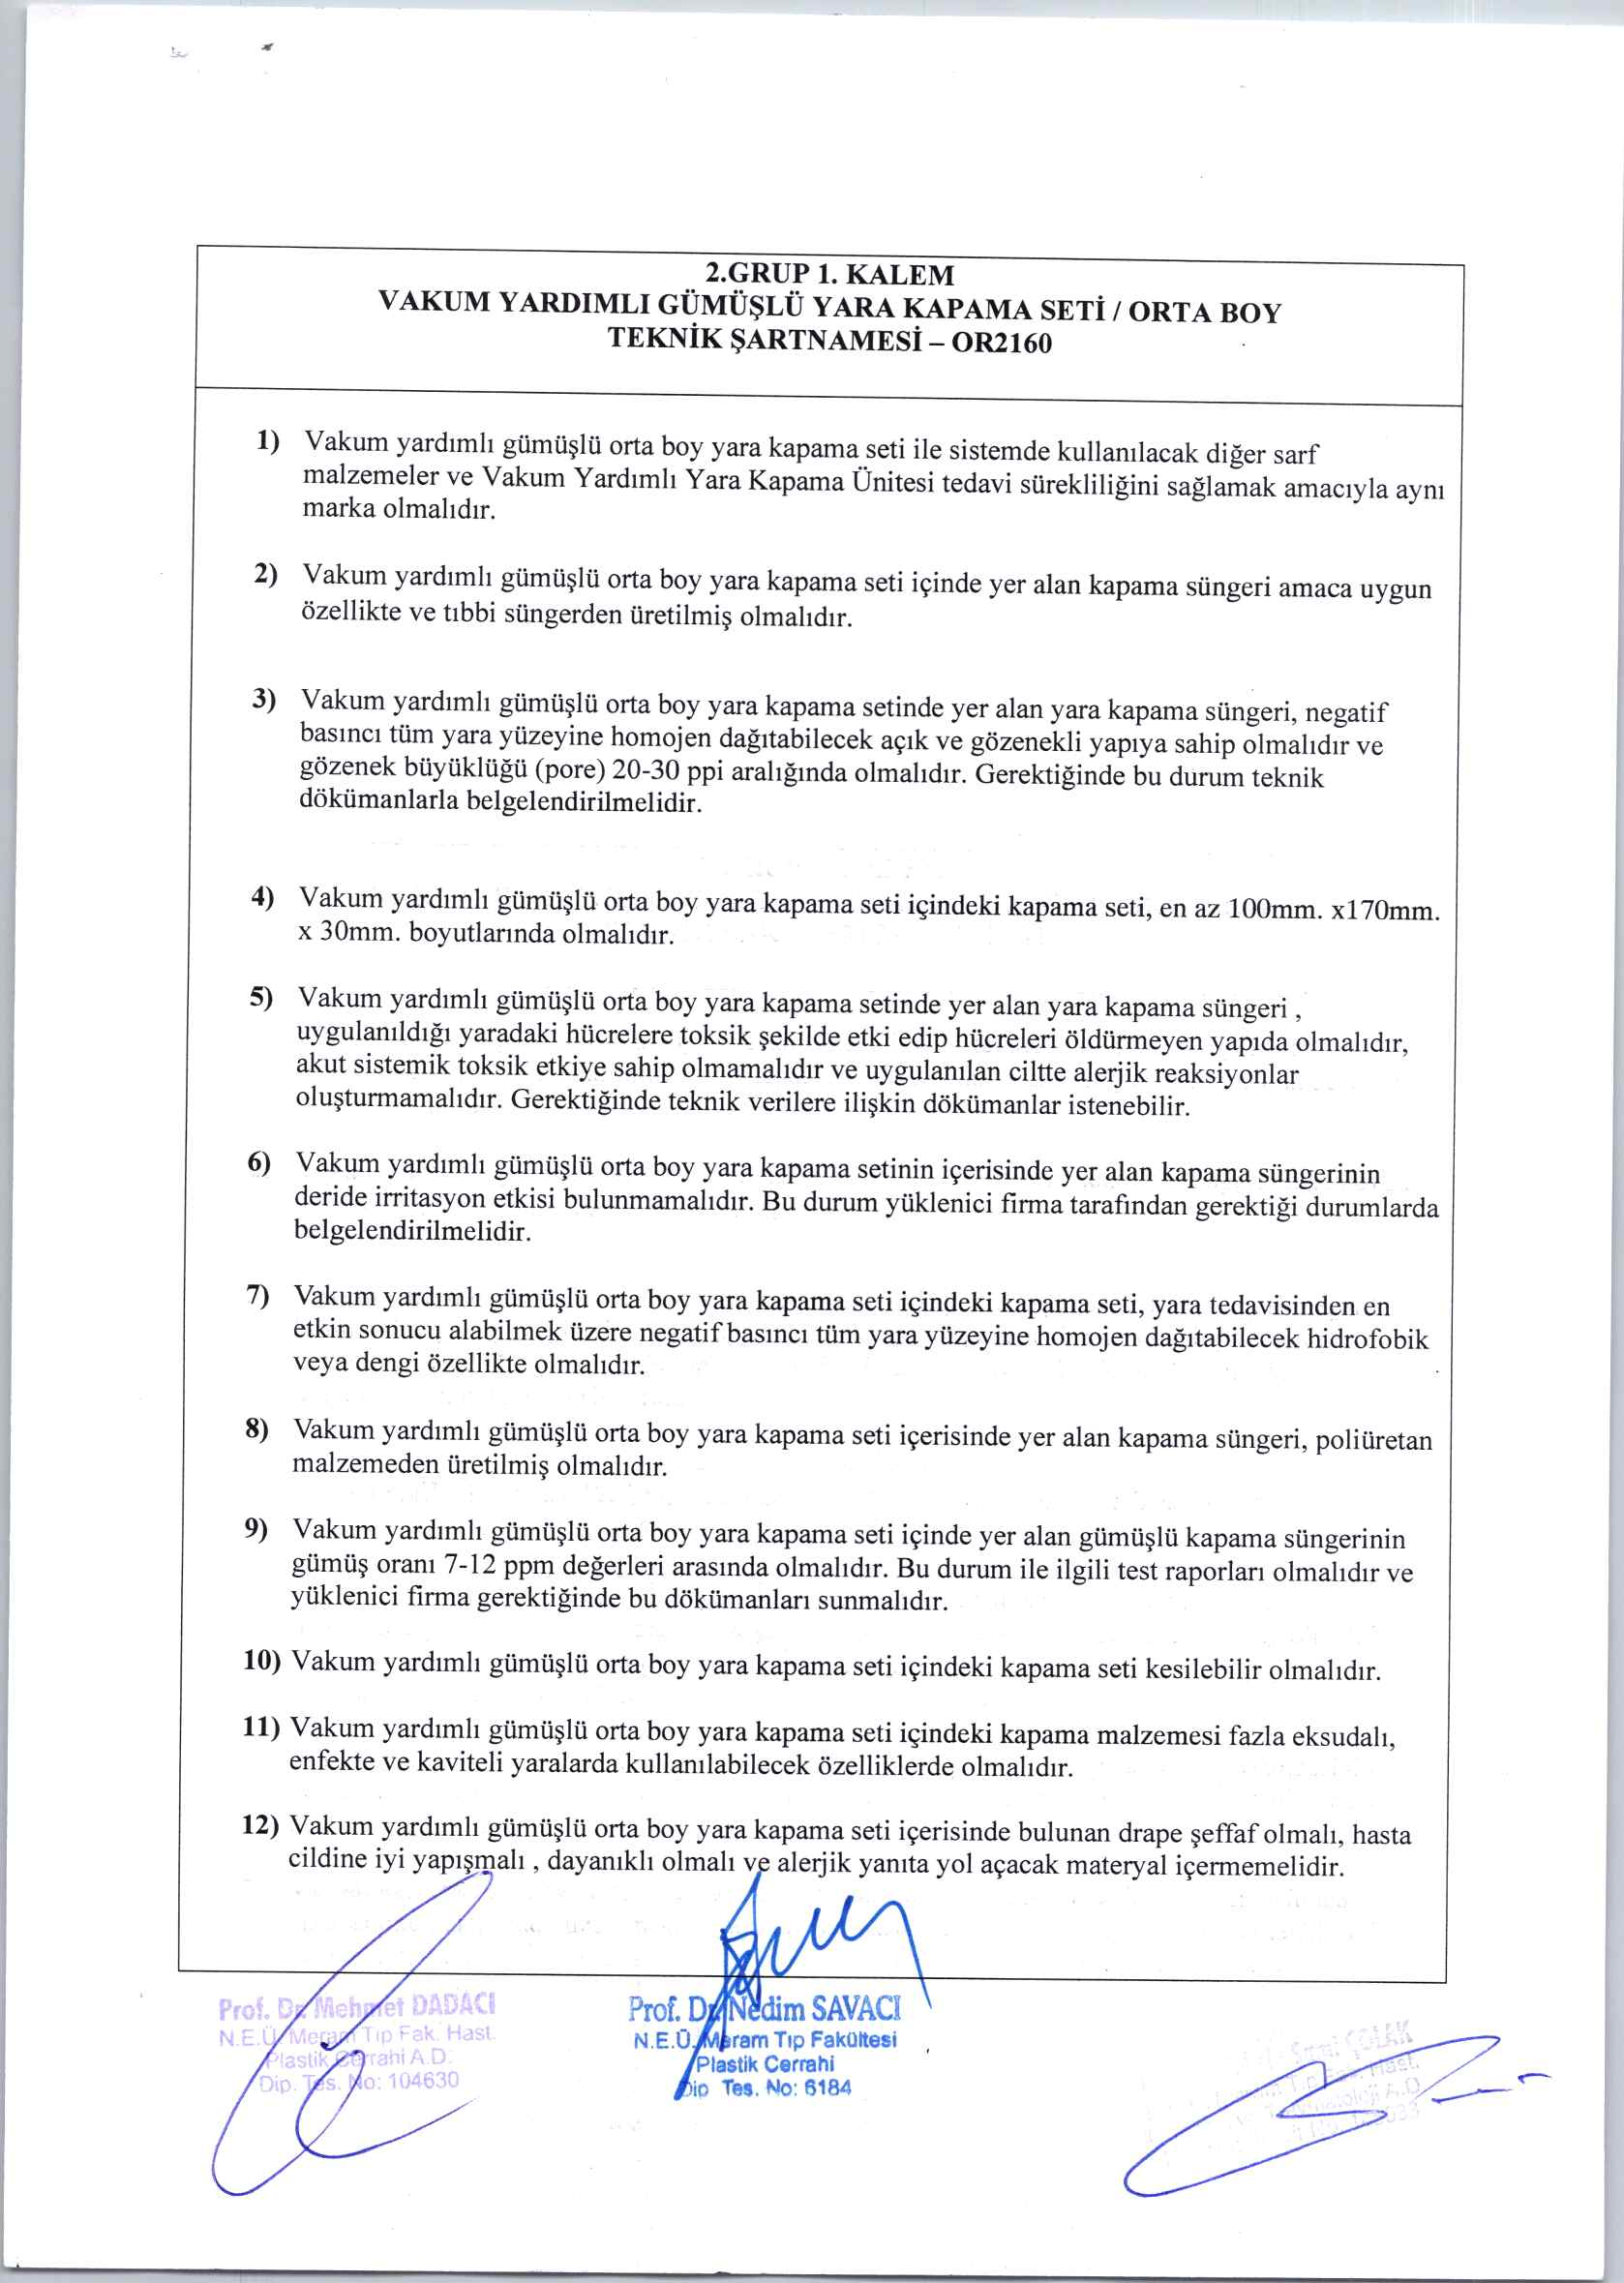 2.GRUP 1. KALEM
VAKUM YARDIMLI GÜMÜŞLÜ YARA KAPAMA SETİ / ORTA BOY
TEKNİK ŞARTNAMESİ – OR2160
1) Vakum yardımlı gümüşlü orta boy yara kapama seti ile sistemde kullanılacak diğer sarf
malzemeler ve Vakum Yardımlı Yara Kapama Ünitesi tedavi sürekliliğini sağlamak amacıyla aynı
marka olmalıdır.
2) Vakum yardımlı gümüşlü orta boy yara kapama seti içinde yer alan kapama süngeri amaca uygun
özellikte ve tıbbi süngerden üretilmiş olmalıdır.
3) Vakum yardımlı gümüşlü orta boy yara kapama setinde yer alan yara kapama süngeri, negatif
basıncı tüm yara yüzeyine homojen dağıtabilecek açık ve gözenekli yapıya sahip olmalıdır ve
gözenek büyüklüğü (pore) 20-30 ppi aralığında olmalıdır. Gerektiğinde bu durum teknik
dökümanlarla belgelendirilmelidir.
4) Vakum yardımlı gümüşlü orta boy yara kapama seti içindeki kapama seti, en az 100mm. x170mm.
x 30mm. boyutlarında olmalıdır.
5) Vakum yardımlı gümüşlü orta boy yara kapama setinde yer alan yara kapama süngeri ,
uygulanıldığı yaradaki hücrelere toksik şekilde etki edip hücreleri öldürmeyen yapıda olmalıdır,
akut sistemik toksik etkiye sahip olmamalıdır ve uygulanılan ciltte alerjik reaksiyonlar
oluşturmamalıdır. Gerektiğinde teknik verilere ilişkin dökümanlar istenebilir.
6) Vakum yardımlı gümüşlü orta boy yara kapama setinin içerisinde yer alan kapama süngerinin
deride irritasyon etkisi bulunmamalıdır. Bu durum yüklenici firma tarafından gerektiği durumlarda
belgelendirilmelidir.
7) Vakum yardımlı gümüşlü orta boy yara kapama seti içindeki kapama seti, yara tedavisinden en
etkin sonucu alabilmek üzere negatif basıncı tüm yara yüzeyine homojen dağıtabilecek hidrofobik
veya dengi özellikte olmalıdır.
8) Vakum yardımlı gümüşlü orta boy yara kapama seti içerisinde yer alan kapama süngeri, poliüretan
malzemeden üretilmiş olmalıdır.
9) Vakum yardımlı gümüşlü orta boy yara kapama seti içinde yer alan gümüşlü kapama süngerinin
gümüş oranı 7-12 ppm değerleri arasında olmalıdır. Bu durum ile ilgili test raporları olmalıdır ve
yüklenici firma gerektiğinde bu dökümanları sunmalıdır.
10) Vakum yardımlı gümüşlü orta boy yara kapama seti içindeki kapama seti kesilebilir olmalıdır.
11) Vakum yardımlı gümüşlü orta boy yara kapama seti içindeki kapama malzemesi fazla eksudalı,
enfekte ve kaviteli yaralarda kullanılabilecek özelliklerde olmalıdır.
12) Vakum yardımlı gümüşlü orta boy yara kapama seti içerisinde bulunan drape şeffaf olmalı, hasta
cildine iyi yapışmalı , dayanıklı olmalı ve alerjik yanıta yol açacak materyal içermemelidir.
Prof. Dr. Mehmet DADACI
N.E.Ü. Meram Tıp Fak. Hast.
Plastik Cerrahi A.D.
Dip. Tes. No: 104630
Prof. Dr. Nedim SAVACI
N.E.Ü. Meram Tıp Fakültesi
Plastik Cerrahi
Dip Tes. No: 6184
ÇOLAK
Tıp Hast.
A.D.